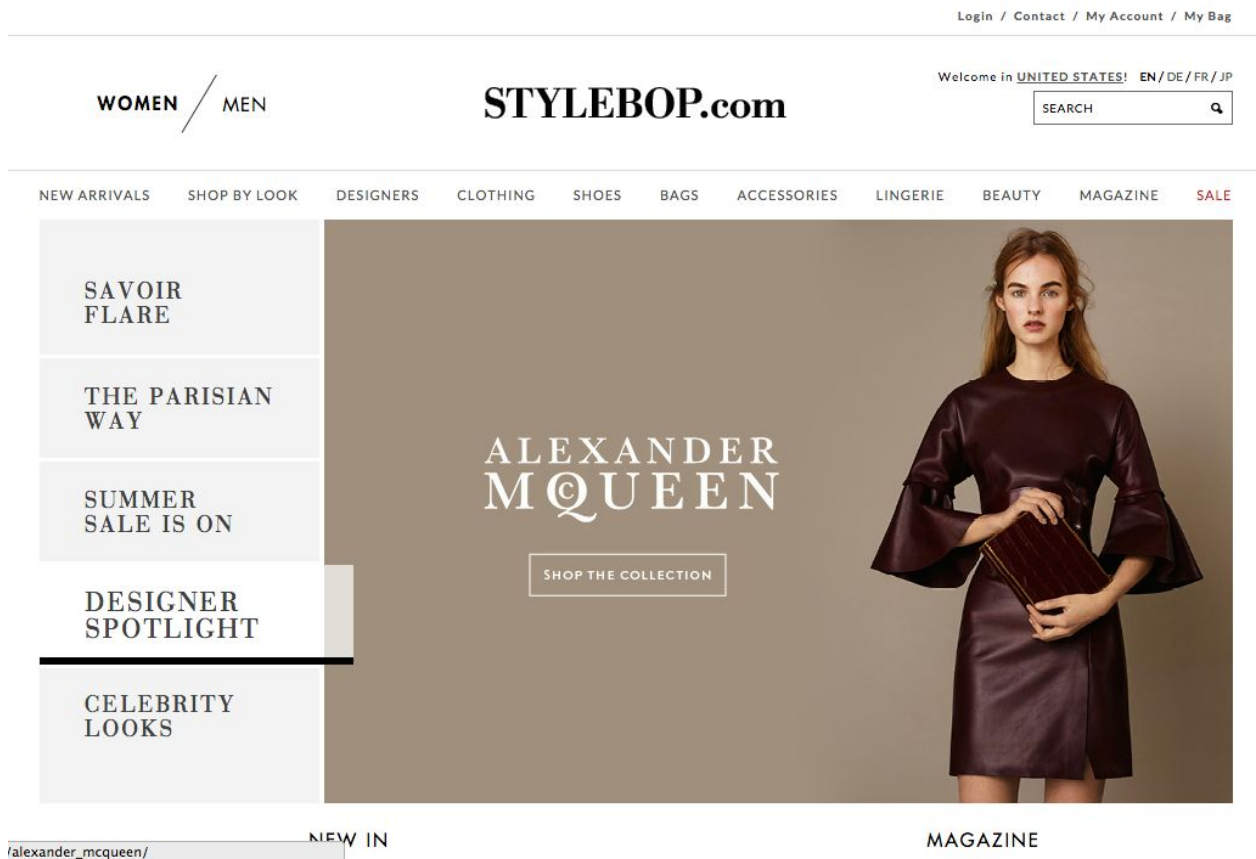 Login / Contact / My Account / My Bag
WOMEN / MEN
STYLEBOP.com
Welcome in UNITED STATES! EN / DE / FR / JP
SEARCH
NEW ARRIVALS SHOP BY LOOK DESIGNERS CLOTHING SHOES BAGS ACCESSORIES LINGERIE BEAUTY MAGAZINE SALE
SAVOIR
FLARE
THE PARISIAN
WAY
SUMMER
SALE IS ON
DESIGNER
SPOTLIGHT
CELEBRITY
LOOKS
ALEXANDER
McQUEEN
SHOP THE COLLECTION
NEW IN
MAGAZINE
/alexander_mcqueen/